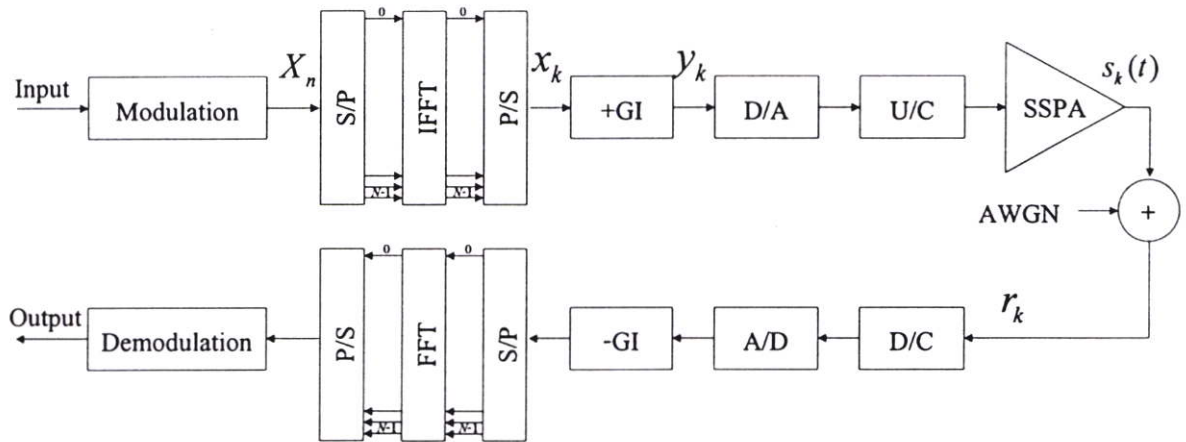 Input
Modulation
X_n
S/P
0
N-1
IFFT
0
N-1
P/S
x_k
+GI
y_k
D/A
U/C
SSPA
s_k(t)
AWGN
+
Output
Demodulation
P/S
0
N-1
FFT
0
N-1
S/P
-GI
A/D
D/C
r_k